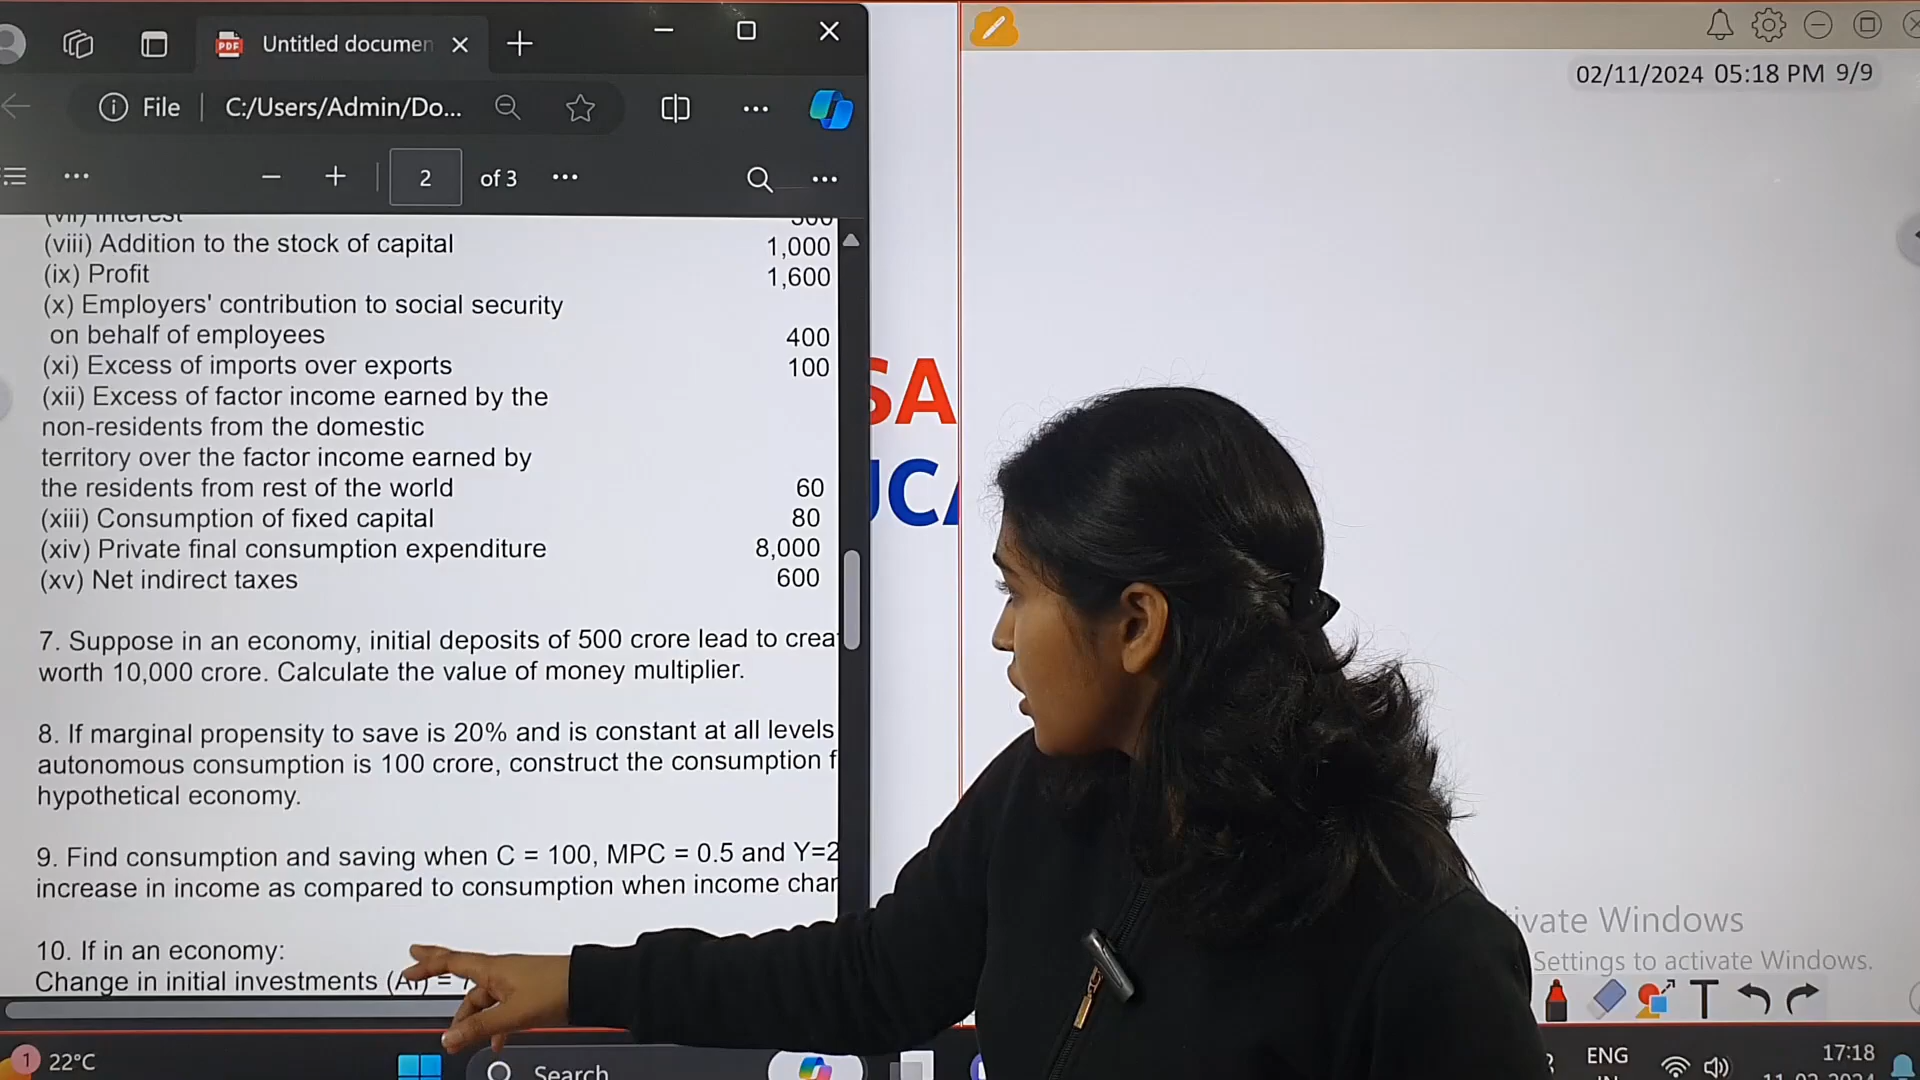 Untitled documen
File
C:/Users/Admin/Do...
2
of 3
02/11/2024 05:18 PM 9/9
(vii) Interest 500
(viii) Addition to the stock of capital 1,000
(ix) Profit 1,600
(x) Employers' contribution to social security
on behalf of employees 400
(xi) Excess of imports over exports 100
(xii) Excess of factor income earned by the
non-residents from the domestic
territory over the factor income earned by
the residents from rest of the world 60
(xiii) Consumption of fixed capital 80
(xiv) Private final consumption expenditure 8,000
(xv) Net indirect taxes 600
7. Suppose in an economy, initial deposits of 500 crore lead to crea
worth 10,000 crore. Calculate the value of money multiplier.
8. If marginal propensity to save is 20% and is constant at all levels
autonomous consumption is 100 crore, construct the consumption f
hypothetical economy.
9. Find consumption and saving when C = 100, MPC = 0.5 and Y=2
increase in income as compared to consumption when income char
10. If in an economy:
Change in initial investments (ΔI) =
SA
UCA
ivate Windows
Settings to activate Windows.
1
22°C
Search
ENG
17:18